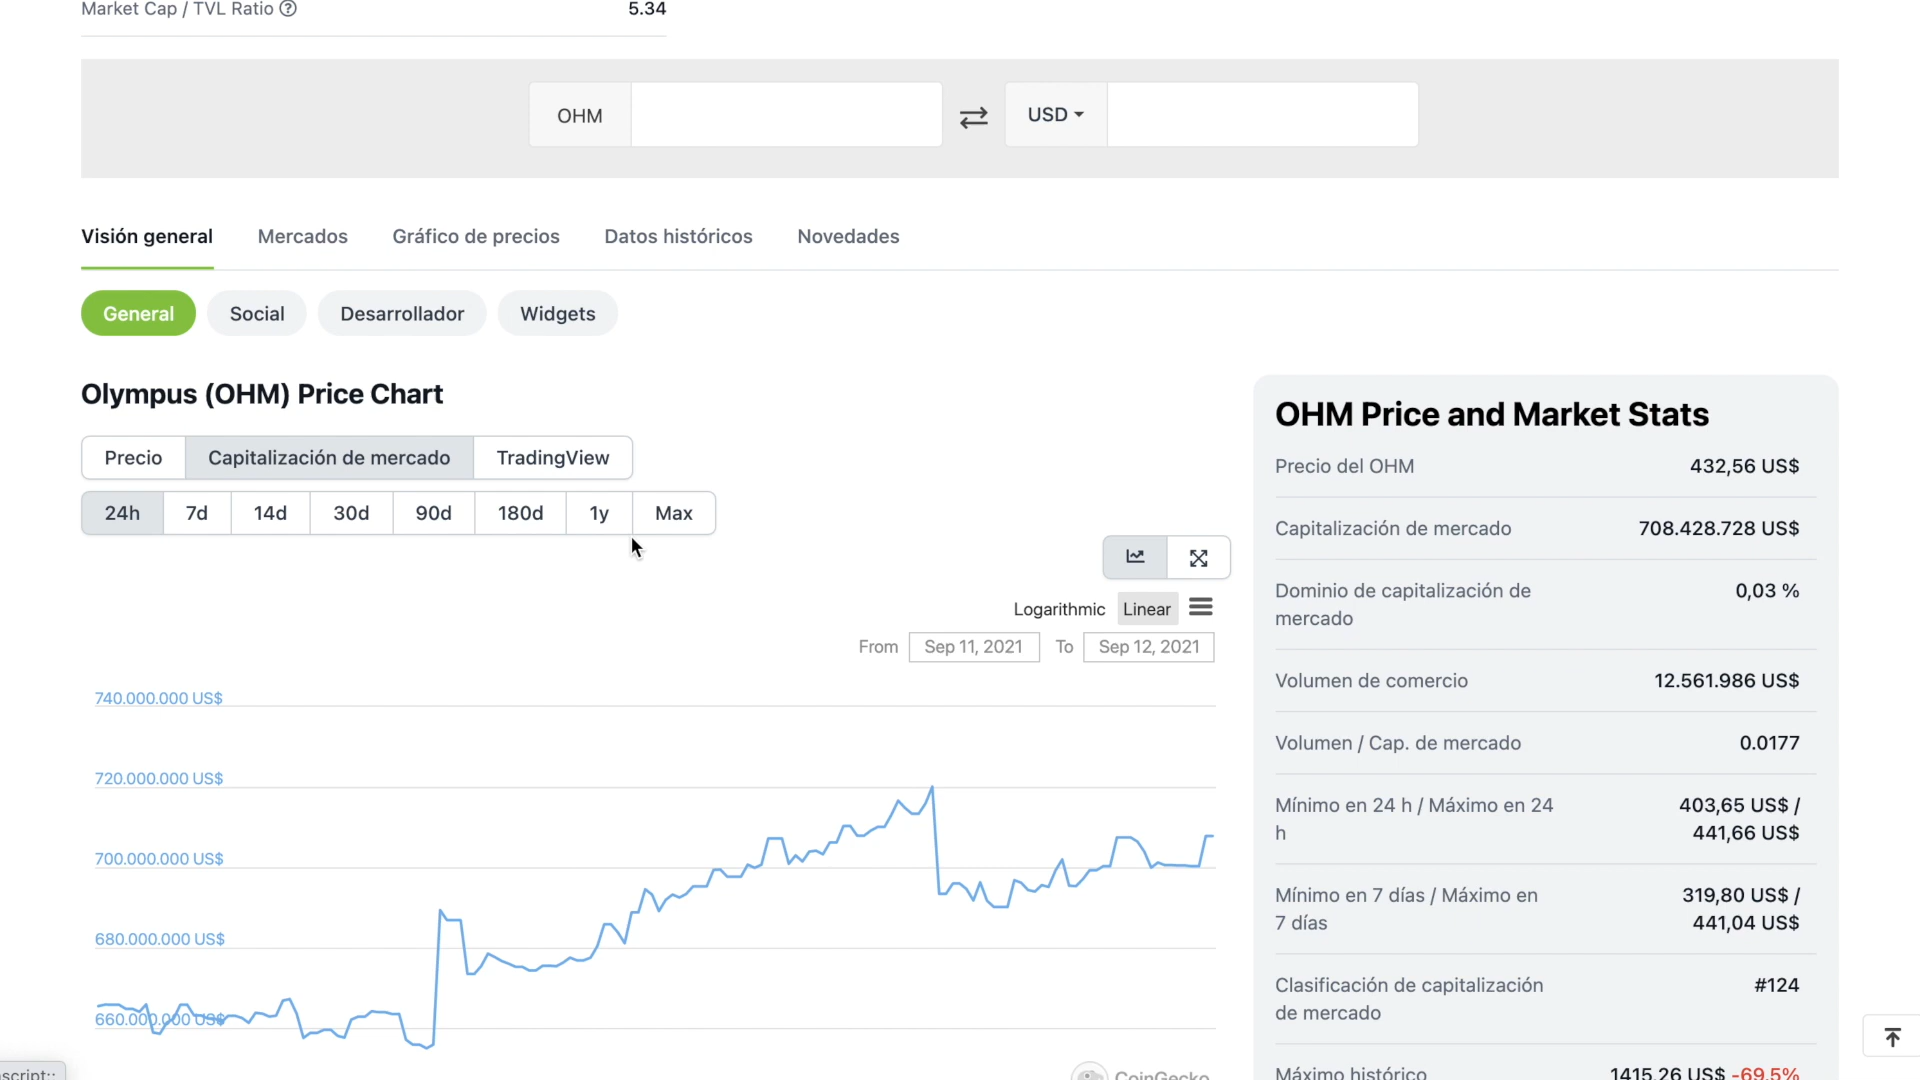 Market Cap / TVL Ratio ?
5.34
OHM
USD
Visión general
Mercados
Gráfico de precios
Datos históricos
Novedades
General
Social
Desarrollador
Widgets
Olympus (OHM) Price Chart
Precio
Capitalización de mercado
TradingView
24h
7d
14d
30d
90d
180d
1y
Max
Logarithmic
Linear
From
Sep 11, 2021
To
Sep 12, 2021
740.000.000 US$
720.000.000 US$
700.000.000 US$
680.000.000 US$
660.000.000 US$
CoinGecko
OHM Price and Market Stats
Precio del OHM
432,56 US$
Capitalización de mercado
708.428.728 US$
Dominio de capitalización de
mercado
0,03 %
Volumen de comercio
12.561.986 US$
Volumen / Cap. de mercado
0.0177
Mínimo en 24 h / Máximo en 24
h
403,65 US$ /
441,66 US$
Mínimo en 7 días / Máximo en
7 días
319,80 US$ /
441,04 US$
Clasificación de capitalización
de mercado
#124
Máximo histórico
1415,26 US$ -69.5%
script::